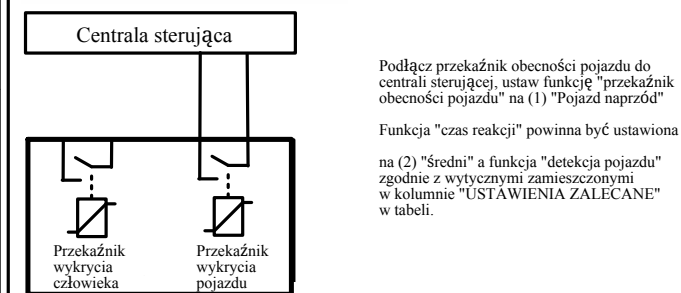 Centrala sterująca
Podłącz przekaźnik obecności pojazdu do
centrali sterującej, ustaw funkcję "przekaźnik
obecności pojazdu" na (1) "Pojazd naprzód"
Funkcja "czas reakcji" powinna być ustawiona
na (2) "średni" a funkcja "detekcja pojazdu"
zgodnie z wytycznymi zamieszczonymi
w kolumnie "USTAWIENIA ZALECANE"
w tabeli.
Przekaźnik
wykrycia
człowieka
Przekaźnik
wykrycia
pojazdu